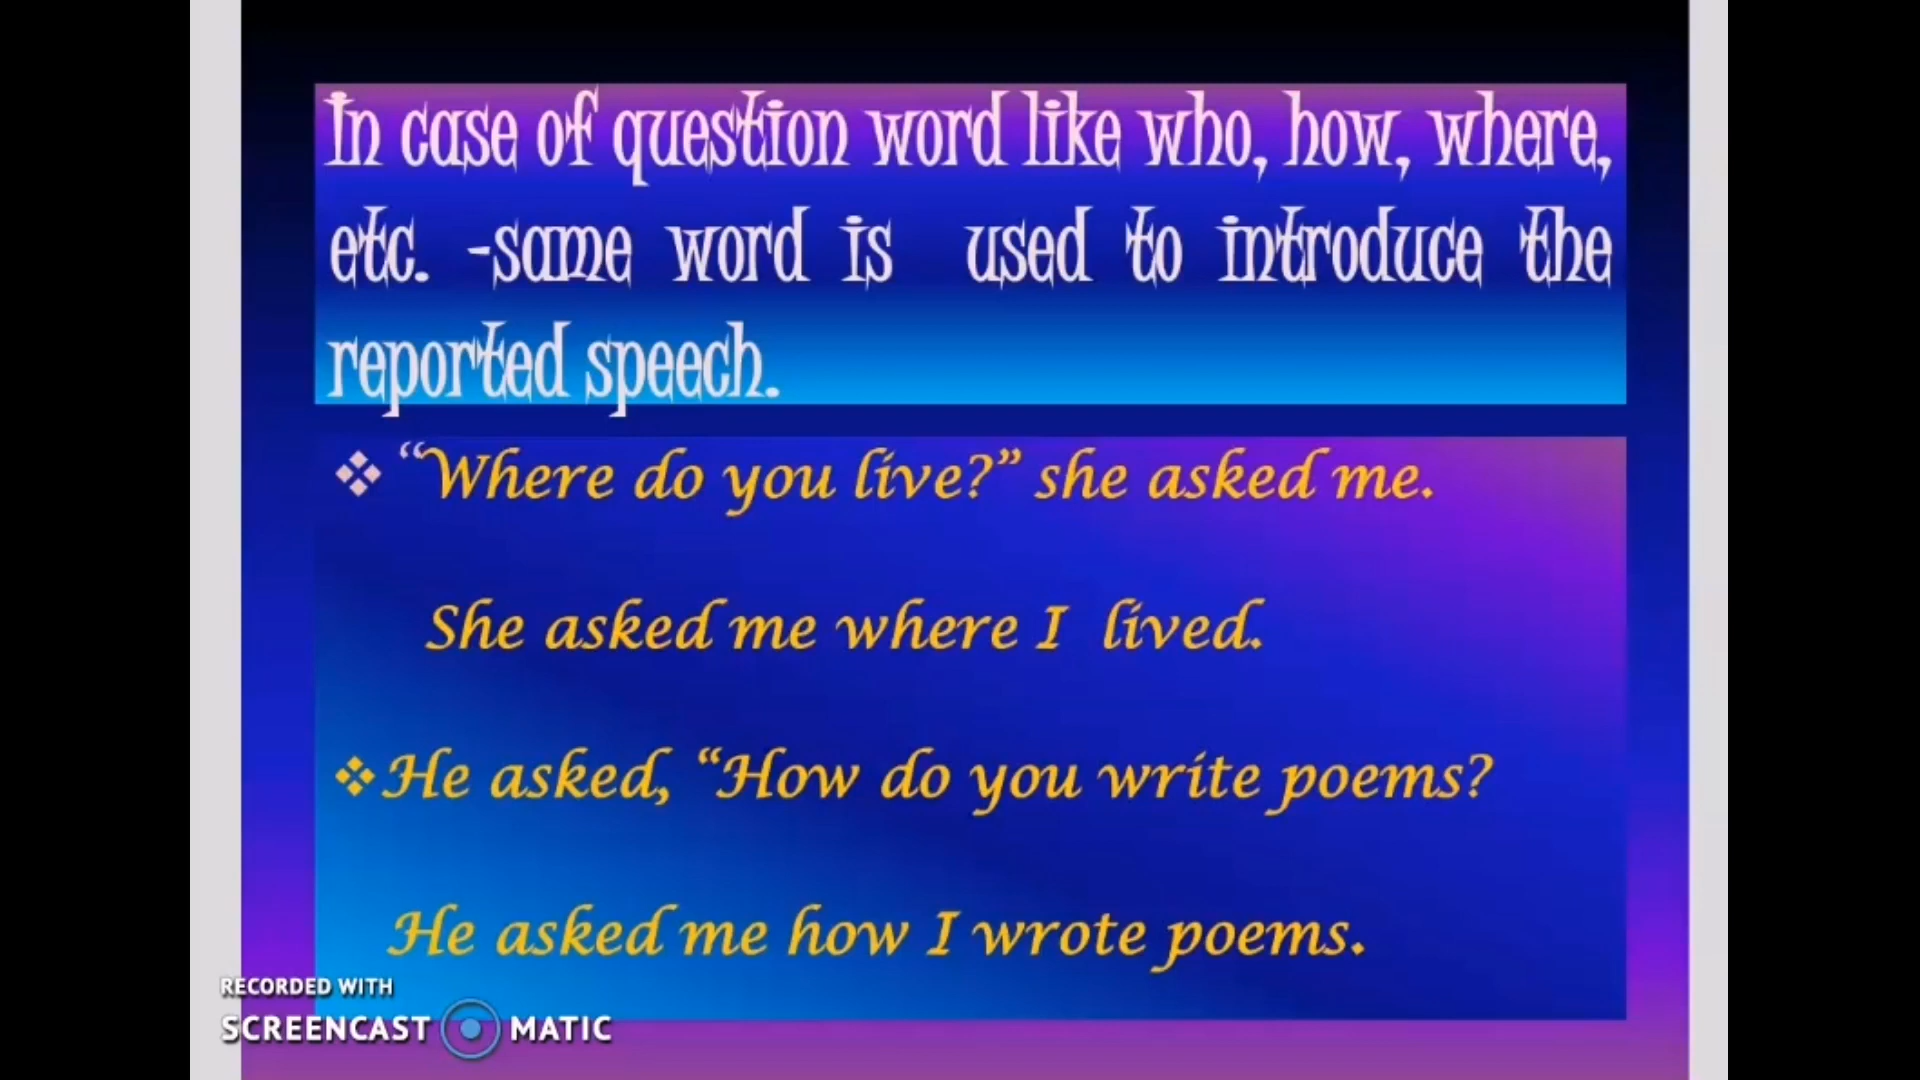 In case of question word like who, how, where,
etc. -same word is used to introduce the
reported speech.
❖ “Where do you live?” she asked me.
She asked me where I lived.
❖He asked, “How do you write poems?
He asked me how I wrote poems.
RECORDED WITH
SCREENCAST MATIC